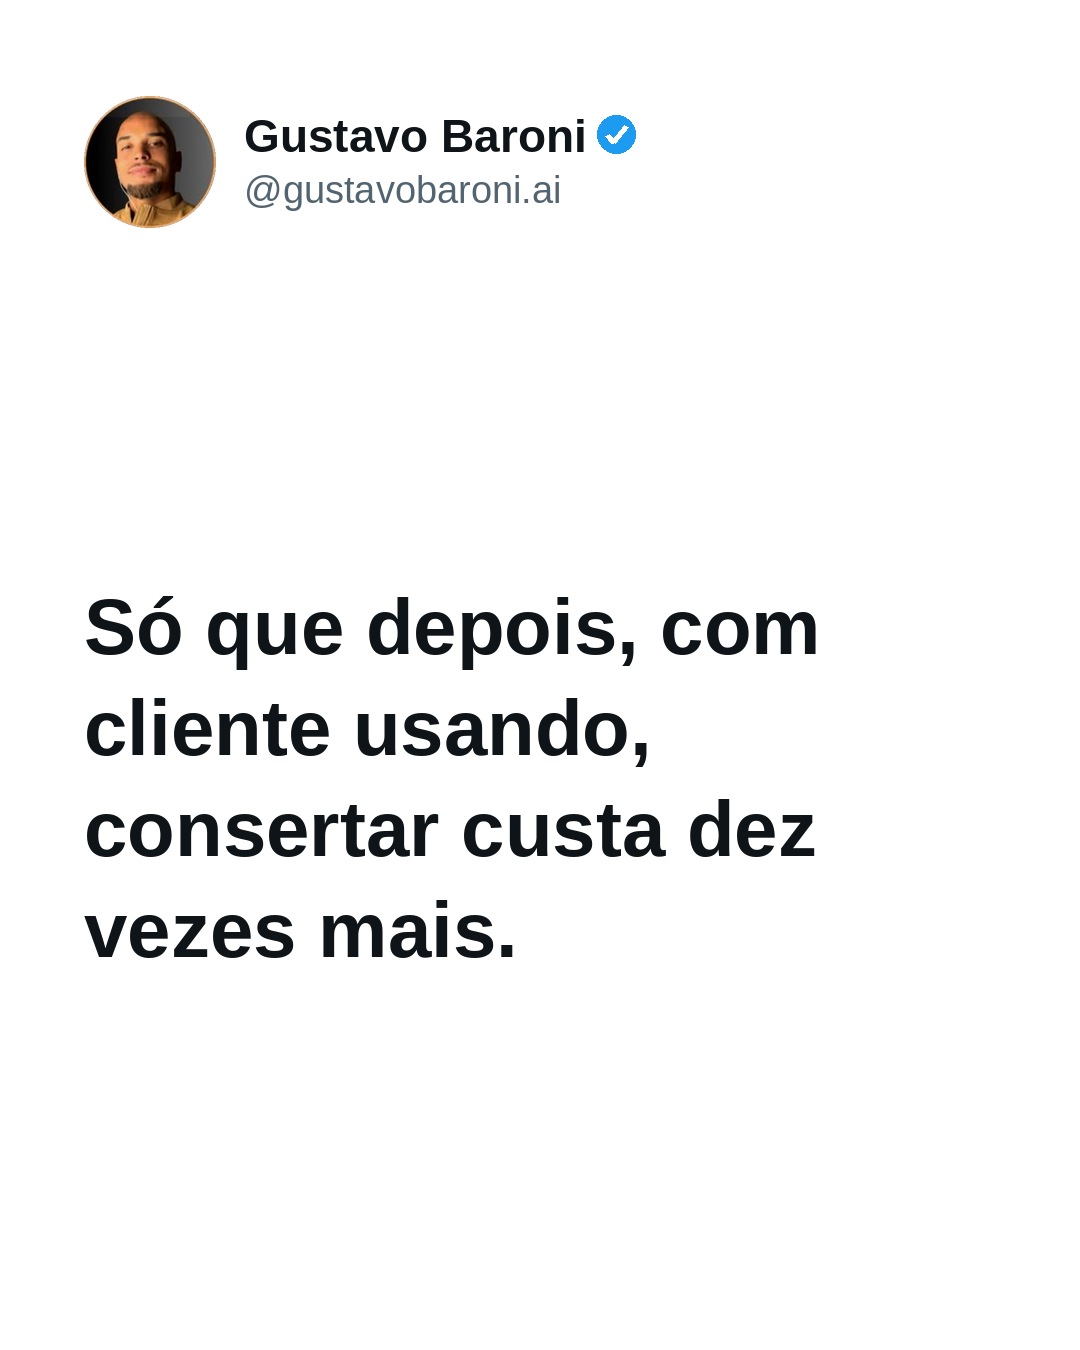 Gustavo Baroni
@gustavobaroni.ai
Só que depois, com
cliente usando,
consertar custa dez
vezes mais.